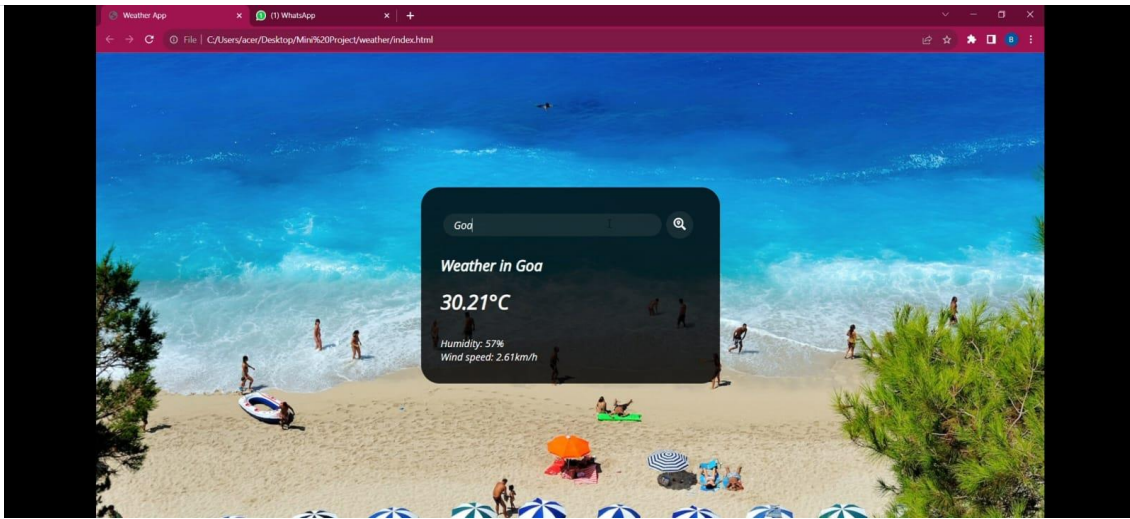 Weather App
(1) WhatsApp
File | C:/Users/acer/Desktop/Mini%20Project/weather/index.html
B
Goa
Weather in Goa
30.21°C
Humidity: 57%
Wind speed: 2.61km/h